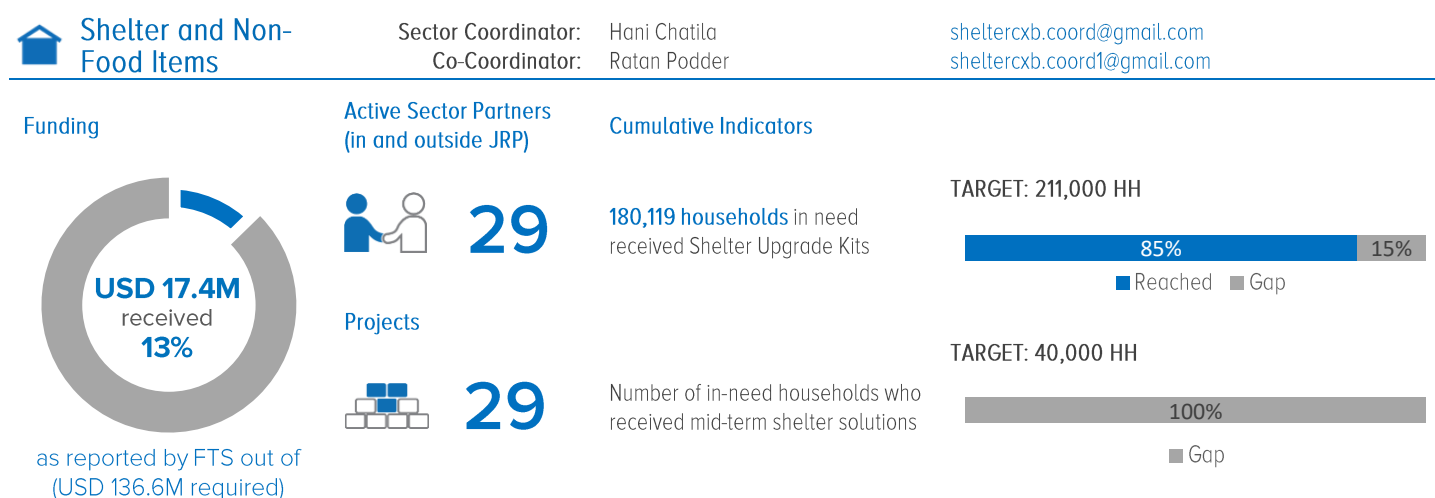 Shelter and Non-
Food Items
Sector Coordinator: Hani Chatila sheltercxb.coord@gmail.com
Co-Coordinator: Ratan Podder sheltercxb.coord1@gmail.com
Funding
USD 17.4M
received
13%
as reported by FTS out of
(USD 136.6M required)
Active Sector Partners
(in and outside JRP)
29
Projects
29
Cumulative Indicators
180,119 households in need
received Shelter Upgrade Kits
TARGET: 211,000 HH
85% 15%
Reached Gap
Number of in-need households who
received mid-term shelter solutions
TARGET: 40,000 HH
100%
Gap